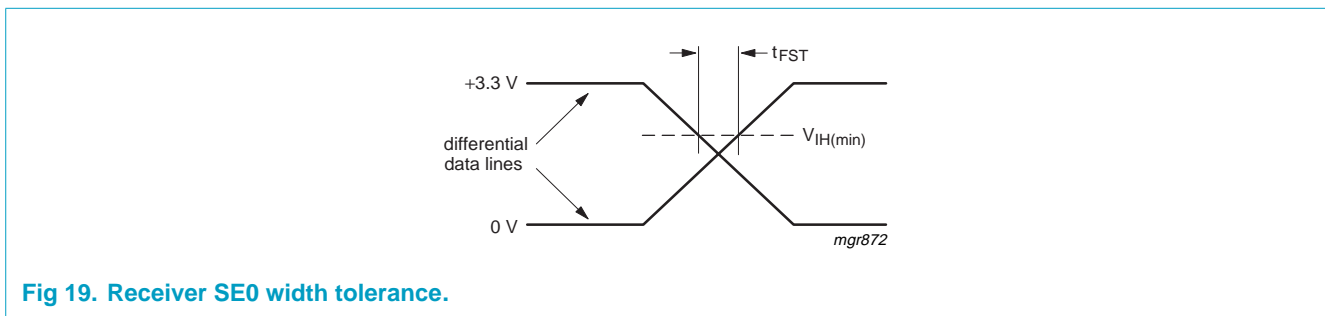 tFST
+3.3 V
VIH(min)
differential
data lines
0 V
mgr872
Fig 19. Receiver SE0 width tolerance.